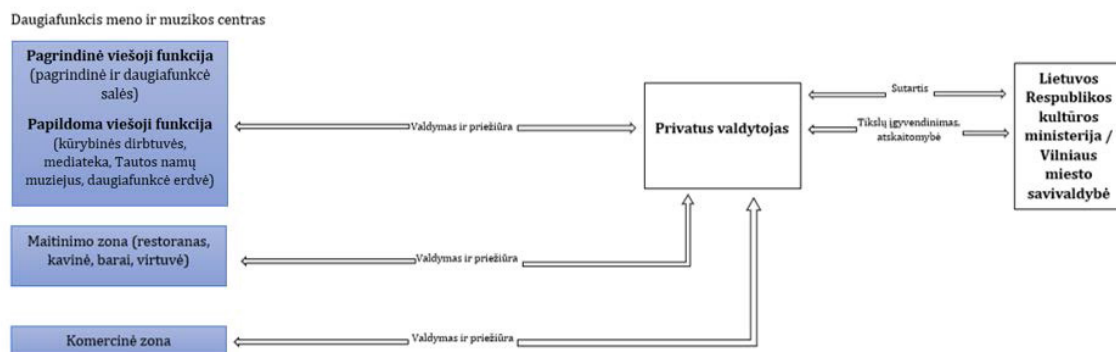 Daugiafunkcis meno ir muzikos centras
Pagrindinė viešoji funkcija
(pagrindinė ir daugiafunkcė
salės)
Papildoma viešoji funkcija
(kūrybinės dirbtuvės,
mediateka, Tautos namų
muziejus, daugiafunkcė erdvė)
Valdymas ir priežiūra
Privatus valdytojas
Sutartis
Tikslų įgyvendinimas,
atskaitomybė
Lietuvos
Respublikos
kultūros
ministerija /
Vilniaus
miesto
savivaldybė
Maitinimo zona (restoranas,
kavinė, barai, virtuvė)
Valdymas ir priežiūra
Komercinė zona
Valdymas ir priežiūra